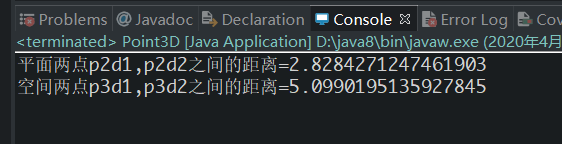 Problems @ Javadoc Declaration Console Error Log Cov
<terminated> Point3D [Java Application] D:\java8\bin\javaw.exe (2020年4月
平面两点p2d1,p2d2之间的距离=2.8284271247461903
空间两点p3d1,p3d2之间的距离=5.0990195135927845